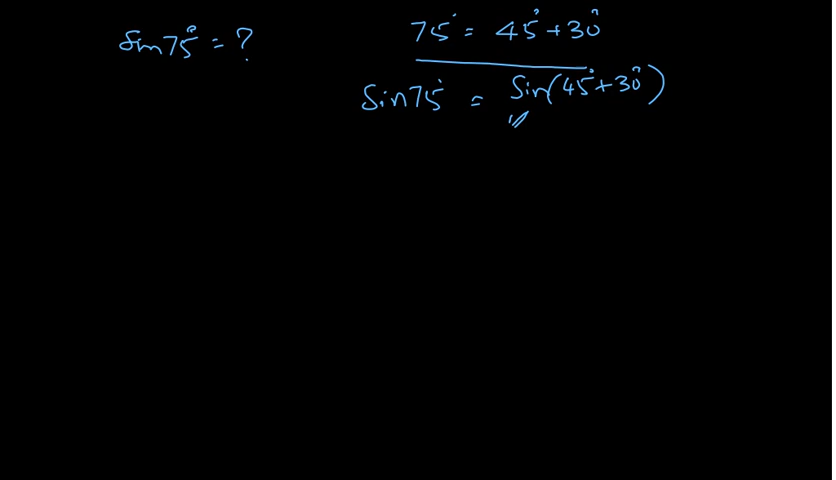 Sin75° = ?
75° = 45° + 30°
Sin75° = Sin(45° + 30°)